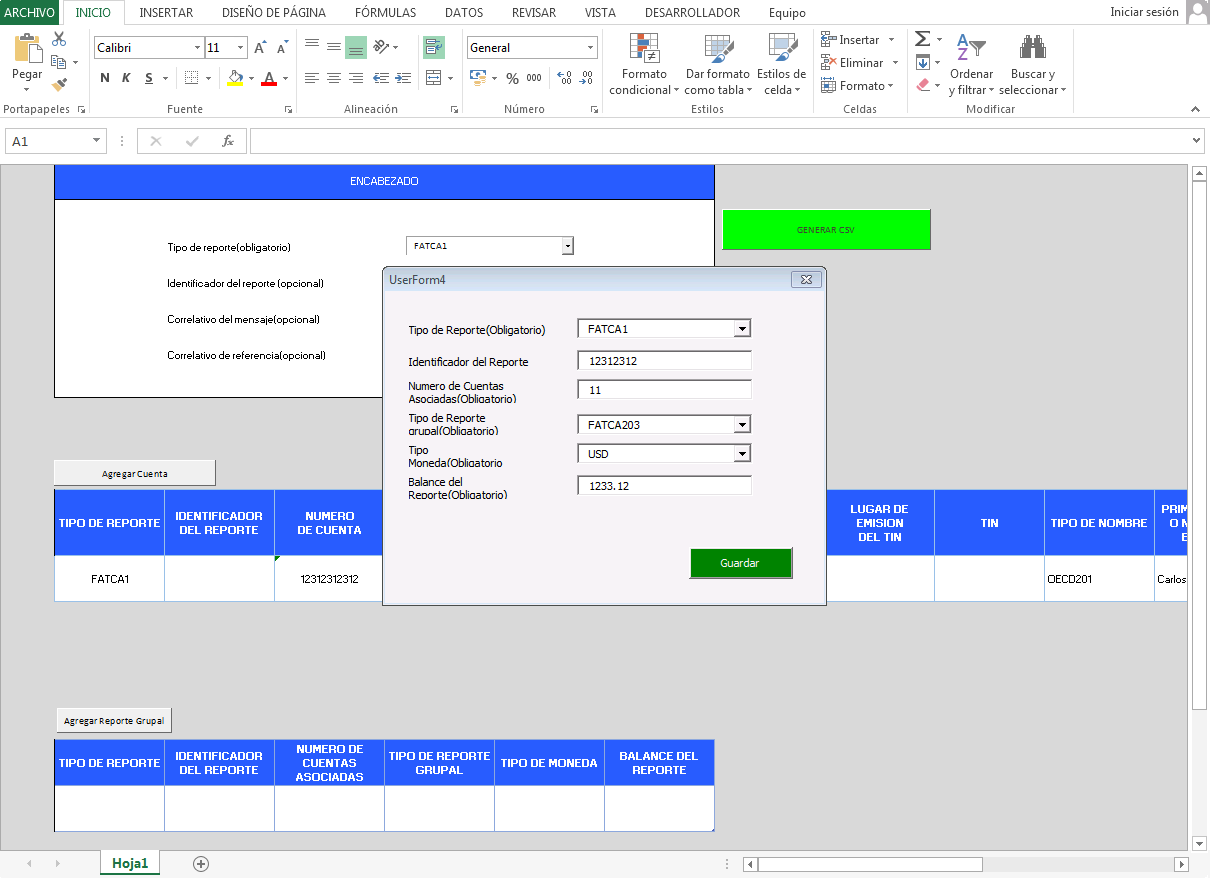 ARCHIVO INICIO INSERTAR DISEÑO DE PÁGINA FÓRMULAS DATOS REVISAR VISTA DESARROLLADOR Equipo Iniciar sesión
Pegar
Portapapeles
Calibri 11
N K S
A A
A
Fuente
Alineación
General
% 000
Número
Formato
condicional
Dar formato
como tabla
Estilos de
celda
Estilos
Insertar
Eliminar
Formato
Celdas
Ordenar
y filtrar
Buscar y
seleccionar
Modificar
A1
fx
ENCABEZADO
GENERAR CSV
Tipo de reporte(obligatorio) FATCA1
Identificador del reporte (opcional)
Correlativo del mensaje(opcional)
Correlativo de referencia(opcional)
UserForm4
Tipo de Reporte(Obligatorio) FATCA1
Identificador del Reporte 12312312
Numero de Cuentas
Asociadas(Obligatorio) 11
Tipo de Reporte
grupal(Obligatorio) FATCA203
Tipo
Moneda(Obligatorio USD
Balance del
Reporte(Obligatorio) 1233.12
Guardar
Agregar Cuenta
TIPO DE REPORTE
IDENTIFICADOR
DEL REPORTE
NUMERO
DE CUENTA
LUGAR DE
EMISION
DEL TIN
TIN
TIPO DE NOMBRE
PRIM
O N
E
FATCA1 12312312312 OECD201 Carlos
Agregar Reporte Grupal
TIPO DE REPORTE
IDENTIFICADOR
DEL REPORTE
NUMERO DE
CUENTAS
ASOCIADAS
TIPO DE REPORTE
GRUPAL
TIPO DE MONEDA
BALANCE DEL
REPORTE
Hoja1